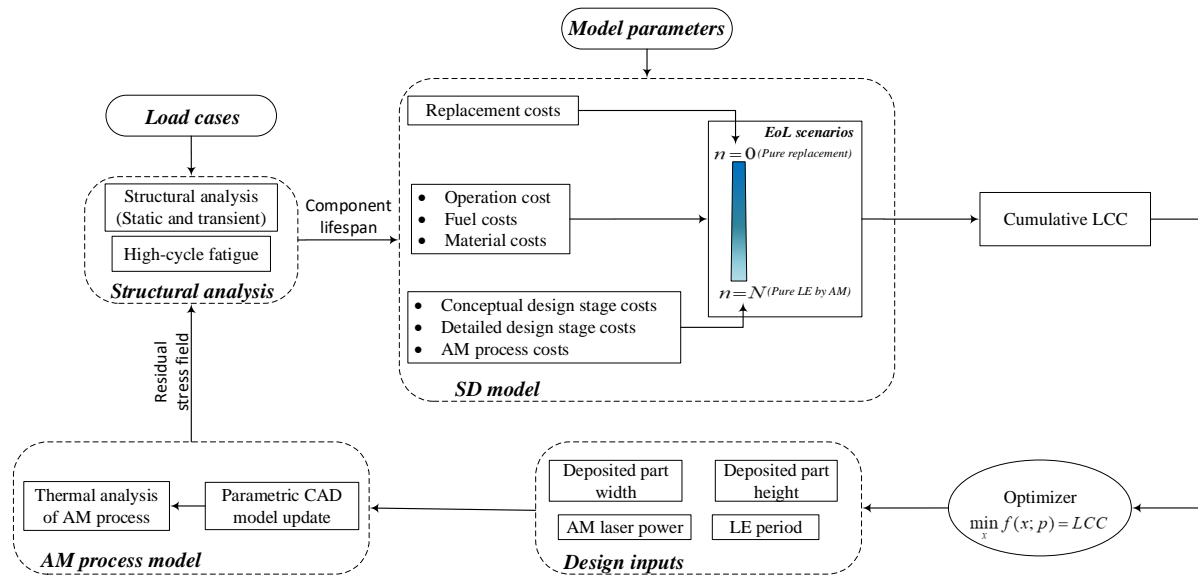 Model parameters
Load cases
Replacement costs
EoL scenarios
n=0 (Pure replacement)
Structural analysis
(Static and transient)
High-cycle fatigue
Structural analysis
Component
lifespan
• Operation cost
• Fuel costs
• Material costs
Cumulative LCC
n=N (Pure LE by AM)
• Conceptual design stage costs
• Detailed design stage costs
• AM process costs
SD model
Residual
stress field
Thermal analysis
of AM process
Parametric CAD
model update
AM process model
Deposited part
width
Deposited part
height
AM laser power
LE period
Design inputs
Optimizer
min f(x; p) = LCC
x